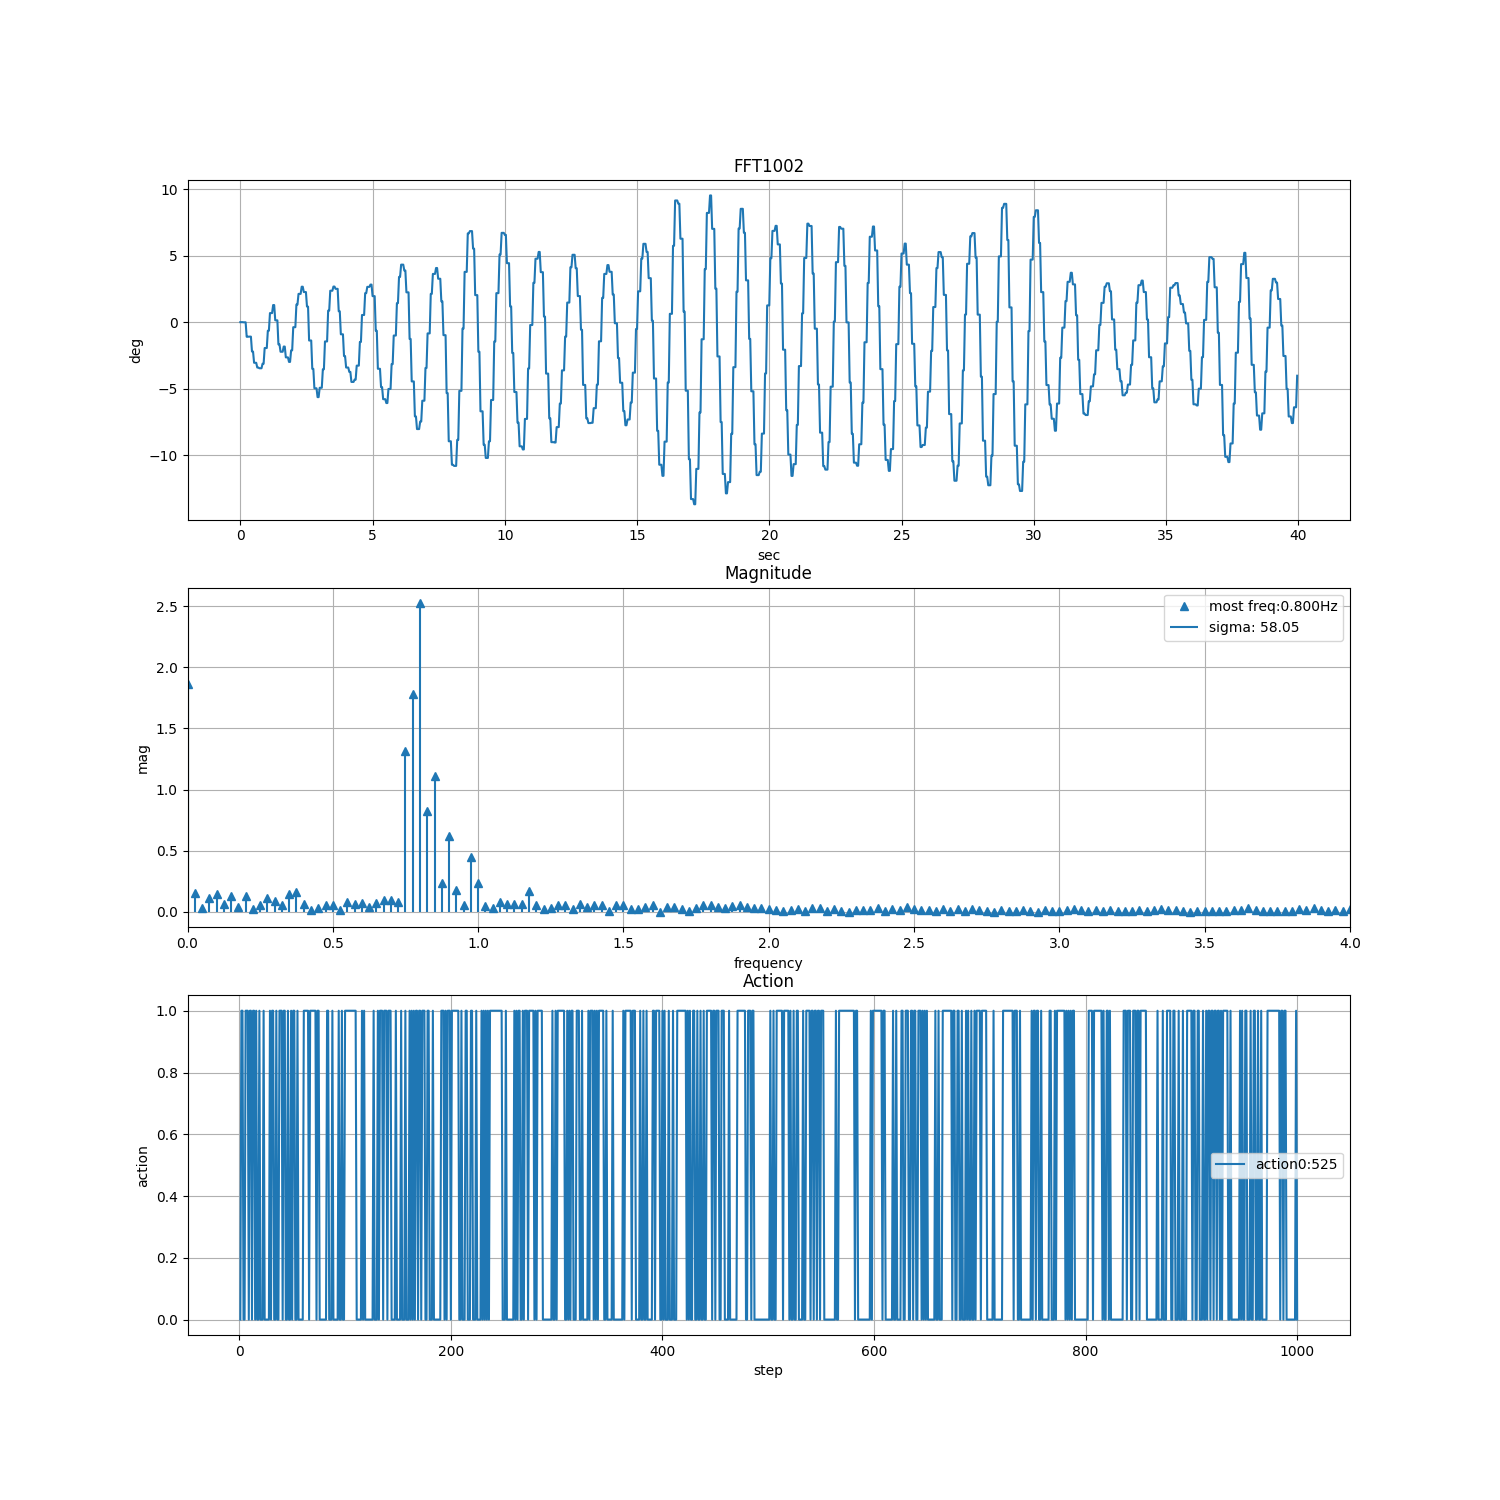 FFT1002
10
5
0
−5
−10
deg
0 5 10 15 20 25 30 35 40
sec
Magnitude
most freq:0.800Hz
sigma: 58.05
2.5
2.0
1.5
1.0
0.5
0.0
mag
0.0 0.5 1.0 1.5 2.0 2.5 3.0 3.5 4.0
frequency
Action
1.0
0.8
0.6
0.4
0.2
0.0
action
action0:525
0 200 400 600 800 1000
step